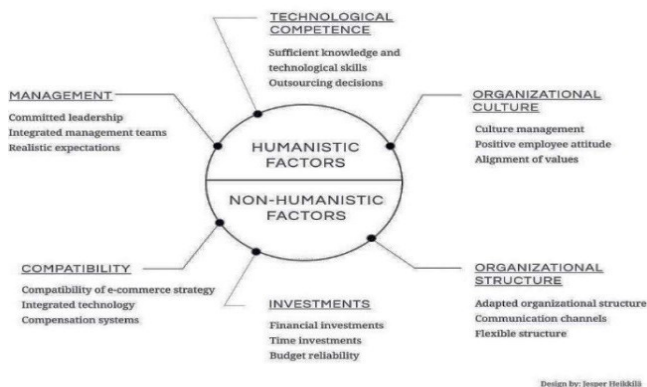 TECHNOLOGICAL
COMPETENCE
Sufficient knowledge and
technological skills
Outsourcing decisions
MANAGEMENT
Committed leadership
Integrated management teams
Realistic expectations
ORGANIZATIONAL
CULTURE
Culture management
Positive employee attitude
Alignment of values
HUMANISTIC
FACTORS
NON-HUMANISTIC
FACTORS
COMPATIBILITY
Compatibility of e-commerce strategy
Integrated technology
Compensation systems
INVESTMENTS
Financial investments
Time investments
Budget reliability
ORGANIZATIONAL
STRUCTURE
Adapted organizational structure
Communication channels
Flexible structure
Design by: Jesper Heikkilä